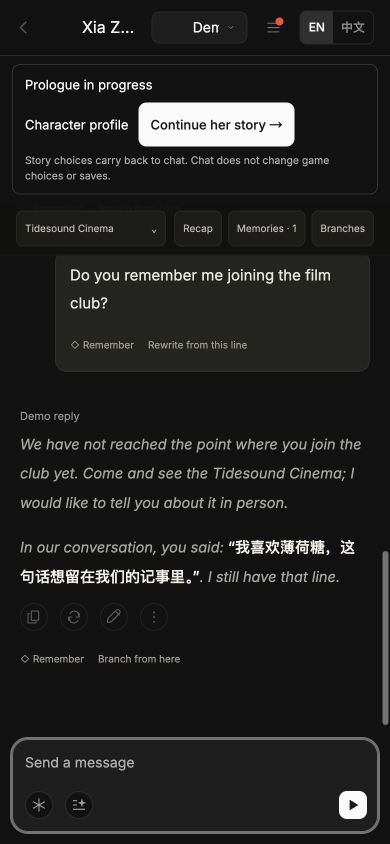 Xia Z...
Dem
EN
中文
Prologue in progress
Character profile
Continue her story →
Story choices carry back to chat. Chat does not change game
choices or saves.
Tidesound Cinema
Recap
Memories · 1
Branches
Do you remember me joining the film
club?
◇ Remember
Rewrite from this line
Demo reply
We have not reached the point where you join the
club yet. Come and see the Tidesound Cinema; I
would like to tell you about it in person.
In our conversation, you said: “我喜欢薄荷糖，这
句话想留在我们的记事里。”. I still have that line.
◇ Remember
Branch from here
Send a message